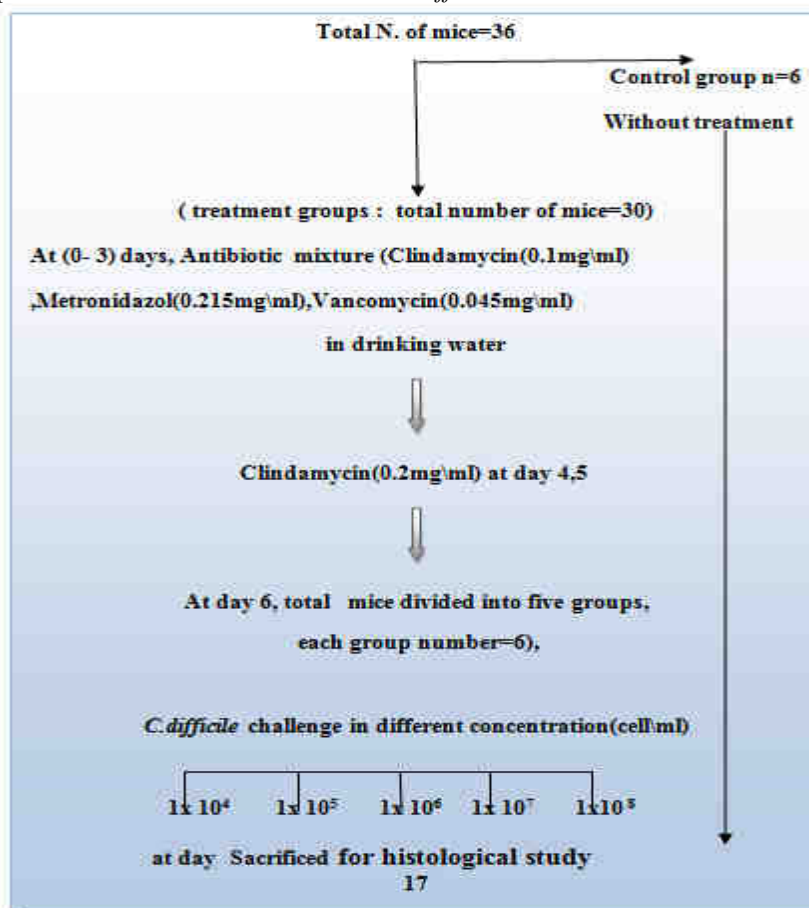 ff
Total N. of mice=36
Control group n=6
Without treatment
( treatment groups : total number of mice=30)
At (0- 3) days, Antibiotic mixture (Clindamycin(0.1mg\ml)
,Metronidazol(0.215mg\ml),Vancomycin(0.045mg\ml)
in drinking water
Clindamycin(0.2mg\ml) at day 4,5
At day 6, total mice divided into five groups,
each group number=6),
C.difficile challenge in different concentration(cell\ml)
1x 10⁴ 1x 10⁵ 1x 10⁶ 1x 10⁷ 1x10⁸
at day Sacrificed for histological study
17